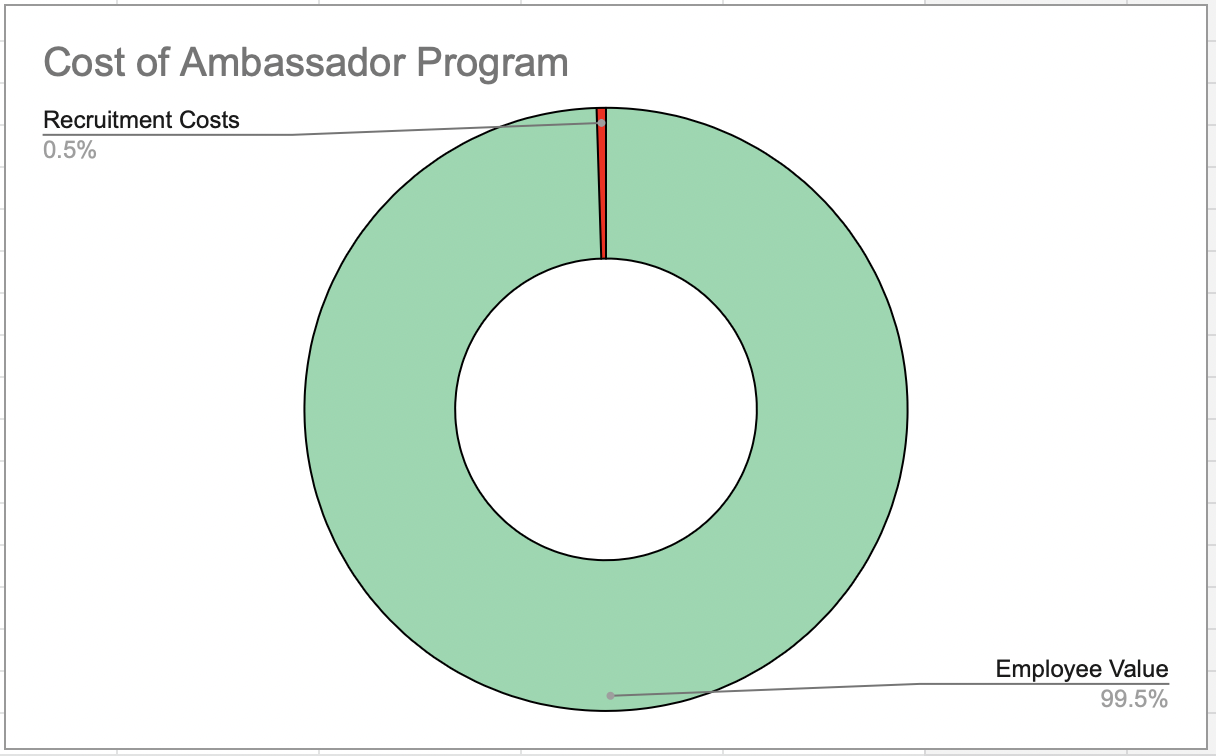 Cost of Ambassador Program
Recruitment Costs
0.5%
Employee Value
99.5%